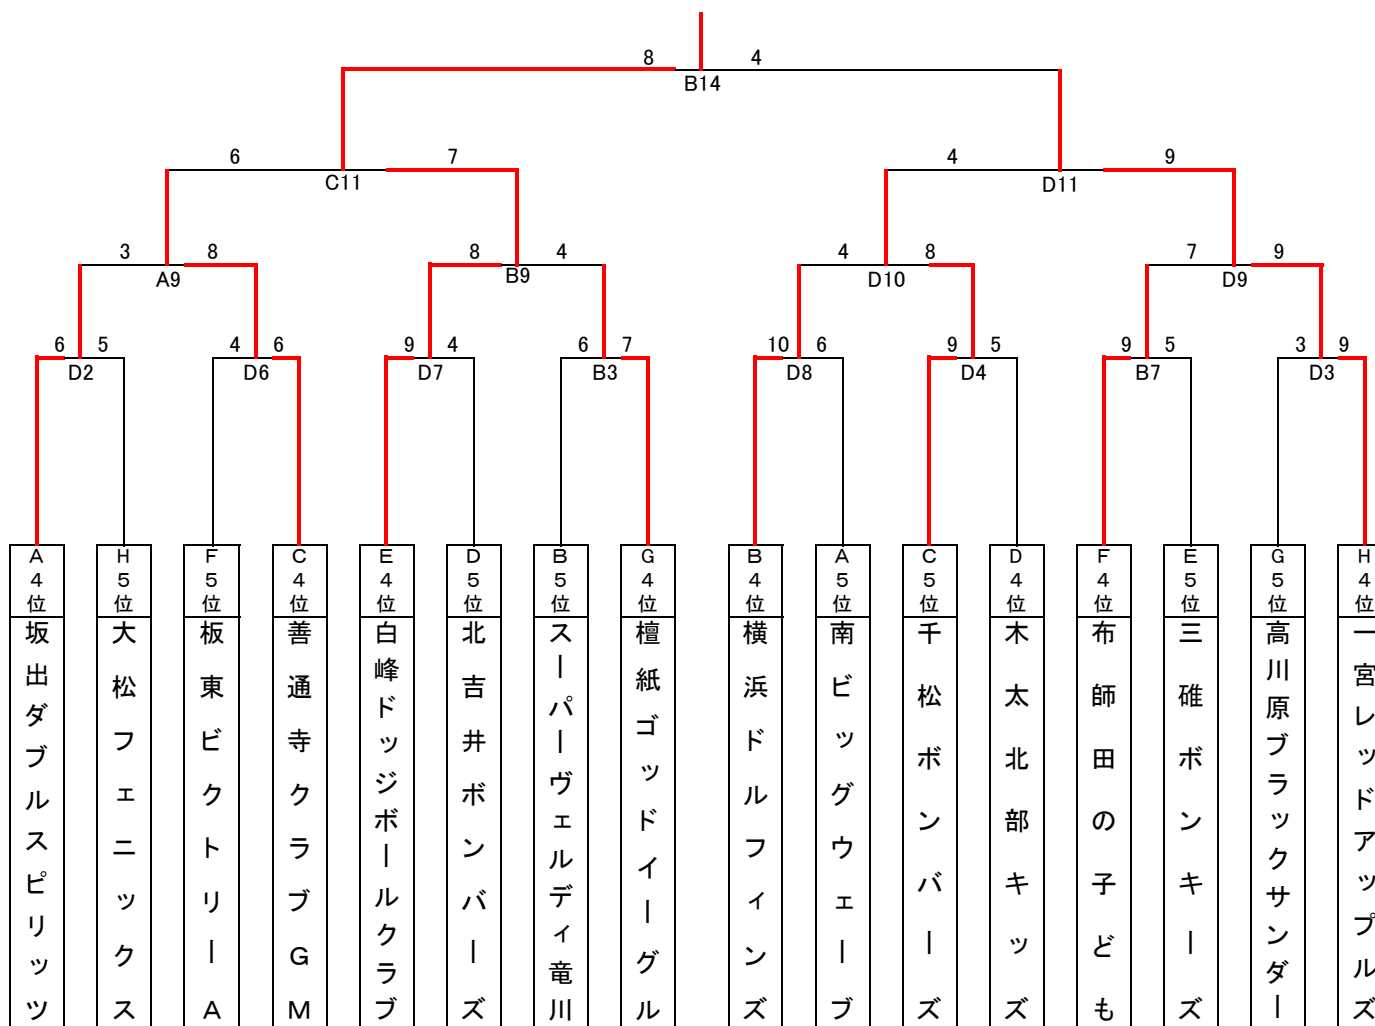 8 4
B14
6 7 4 9
C11 D11
3 8 8 4 4 8 7 9
A9 B9 D10 D9
6 5 4 6 9 4 6 7 10 6 9 5 9 5 3 9
D2 D6 D7 B3 D8 D4 B7 D3
A4位 坂出ダブルスピリッツ
H5位 大松フェニックス
F5位 板東ビクトリーA
C4位 善通寺クラブGM
E4位 白峰ドッジボールクラブ
D5位 北吉井ボンバーズ
B5位 スーパーヴェルディ竜川
G4位 檀紙ゴッドイーグル
B4位 横浜ドルフィンズ
A5位 南ビッグウェーブ
C5位 千松ボンバーズ
D4位 木太北部キッズ
F4位 布師田の子ども
E5位 三碓ボンキーズ
G5位 高川原ブラックサンダー
H4位 一宮レッドアップルズ